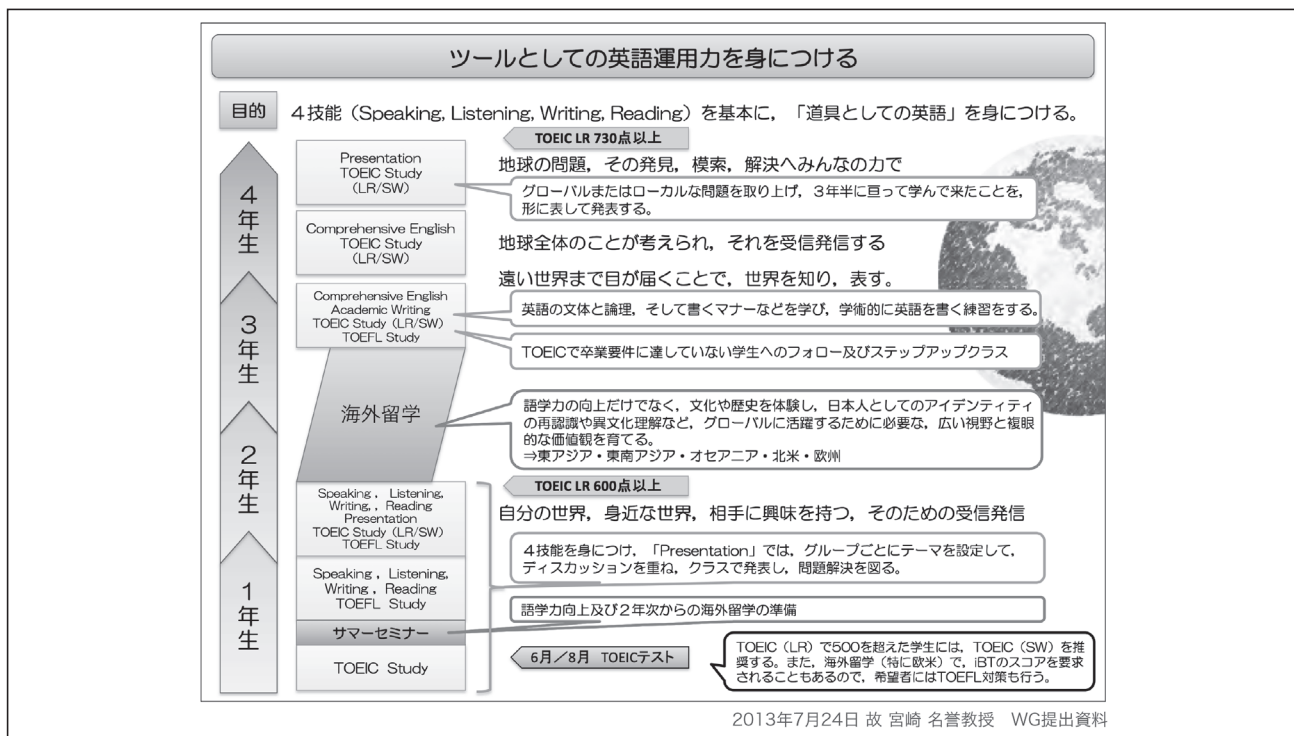 ツールとしての英語運用力を身につける
目的
4技能（Speaking, Listening, Writing, Reading）を基本に，「道具としての英語」を身につける。
TOEIC LR 730点以上
4年生
Presentation
TOEIC Study
(LR/SW)
地球の問題，その発見，模索，解決へみんなの力で
グローバルまたはローカルな問題を取り上げ，3年半に亘って学んで来たことを，
形に表して発表する。
Comprehensive English
TOEIC Study
(LR/SW)
地球全体のことが考えられ，それを受信発信する
遠い世界まで目が届くことで，世界を知り，表す。
3年生
Comprehensive English
Academic Writing
TOEIC Study (LR/SW)
TOEFL Study
英語の文体と論理，そして書くマナーなどを学び，学術的に英語を書く練習をする。
TOEICで卒業要件に達していない学生へのフォロー及びステップアップクラス
海外留学
語学力の向上だけでなく，文化や歴史を体験し，日本人としてのアイデンティティ
の再認識や異文化理解など，グローバルに活躍するために必要な，広い視野と複眼
的な価値観を育てる。
⇒東アジア・東南アジア・オセアニア・北米・欧州
2年生
TOEIC LR 600点以上
Speaking , Listening,
Writing, , Reading
Presentation
TOEIC Study (LR/SW)
TOEFL Study
自分の世界，身近な世界，相手に興味を持つ，そのための受信発信
4技能を身につけ，「Presentation」では，グループごとにテーマを設定して，
ディスカッションを重ね，クラスで発表し，問題解決を図る。
1年生
Speaking , Listening,
Writing , Reading
TOEFL Study
語学力向上及び2年次からの海外留学の準備
サマーセミナー
TOEIC Study
6月／8月 TOEICテスト
TOEIC（LR）で500を超えた学生には，TOEIC（SW）を推
奨する。また，海外留学（特に欧米）で，iBTのスコアを要求
されることもあるので，希望者にはTOEFL対策も行う。
2013年7月24日 故 宮崎 名誉教授 WG提出資料